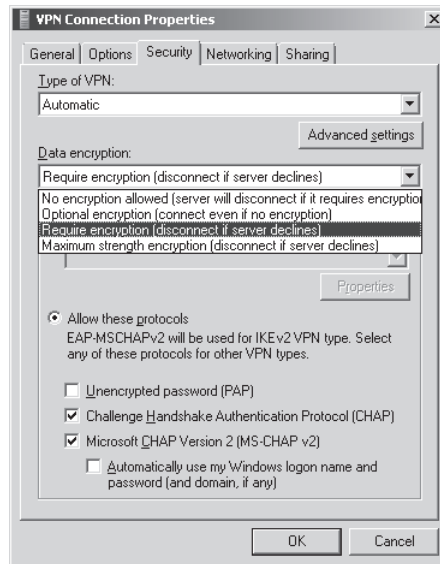 VPN Connection Properties
General
Options
Security
Networking
Sharing
Type of VPN:
Automatic
Advanced settings
Data encryption:
Require encryption (disconnect if server declines)
No encryption allowed (server will disconnect if it requires encryption
Optional encryption (connect even if no encryption)
Require encryption (disconnect if server declines)
Maximum strength encryption (disconnect if server declines)
Properties
Allow these protocols
EAP-MSCHAPv2 will be used for IKEv2 VPN type. Select
any of these protocols for other VPN types.
Unencrypted password (PAP)
Challenge Handshake Authentication Protocol (CHAP)
Microsoft CHAP Version 2 (MS-CHAP v2)
Automatically use my Windows logon name and
password (and domain, if any)
OK
Cancel